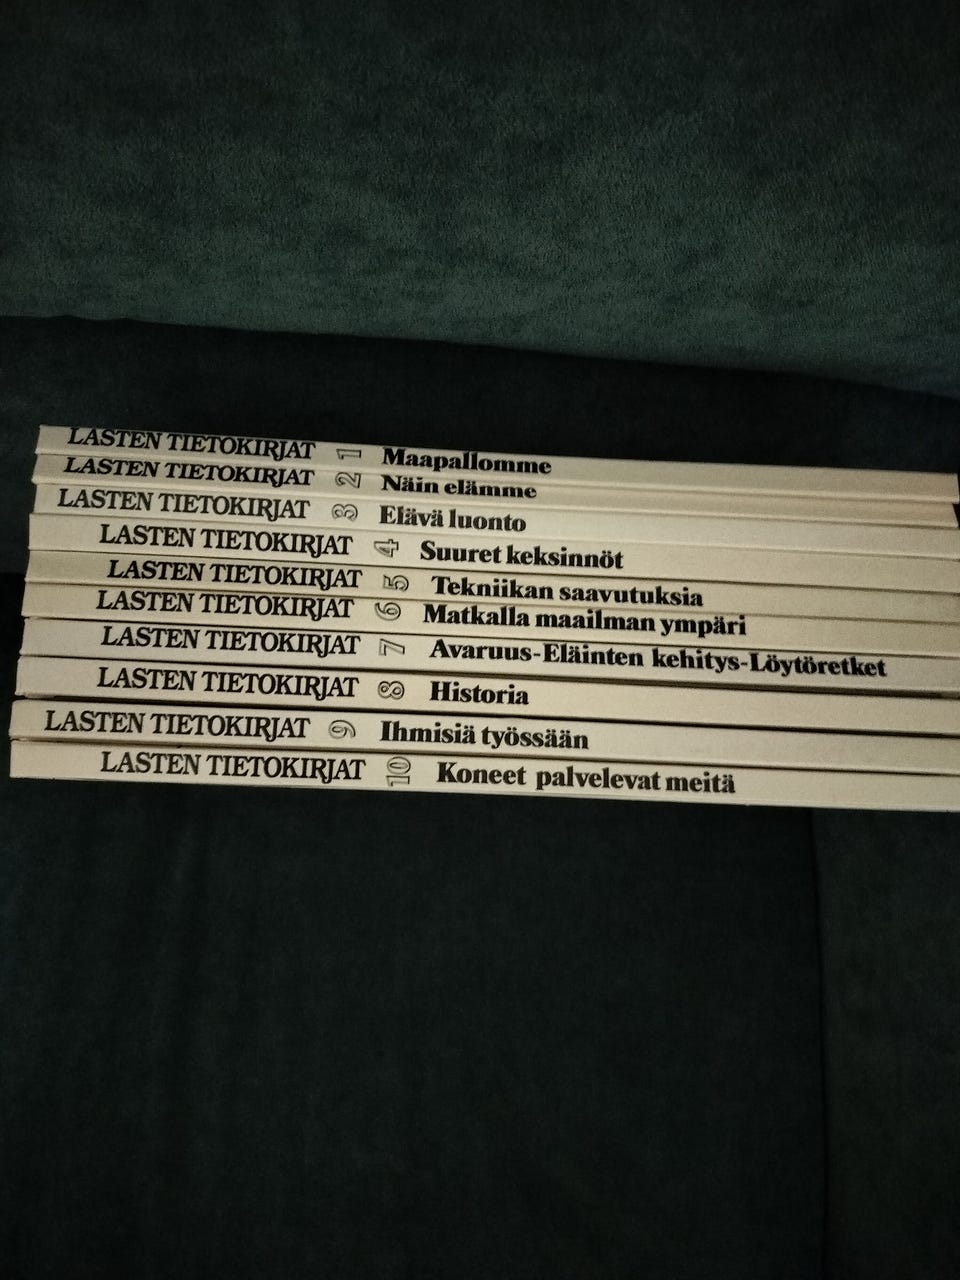 LASTEN TIETOKIRJAT 1 Maapallomme
LASTEN TIETOKIRJAT 2 Näin elämme
LASTEN TIETOKIRJAT 3 Elävä luonto
LASTEN TIETOKIRJAT 4 Suuret keksinnöt
LASTEN TIETOKIRJAT 5 Tekniikan saavutuksia
LASTEN TIETOKIRJAT 6 Matkalla maailman ympäri
LASTEN TIETOKIRJAT 7 Avaruus-Eläinten kehitys-Löytöretket
LASTEN TIETOKIRJAT 8 Historia
LASTEN TIETOKIRJAT 9 Ihmisiä työssään
LASTEN TIETOKIRJAT 10 Koneet palvelevat meitä